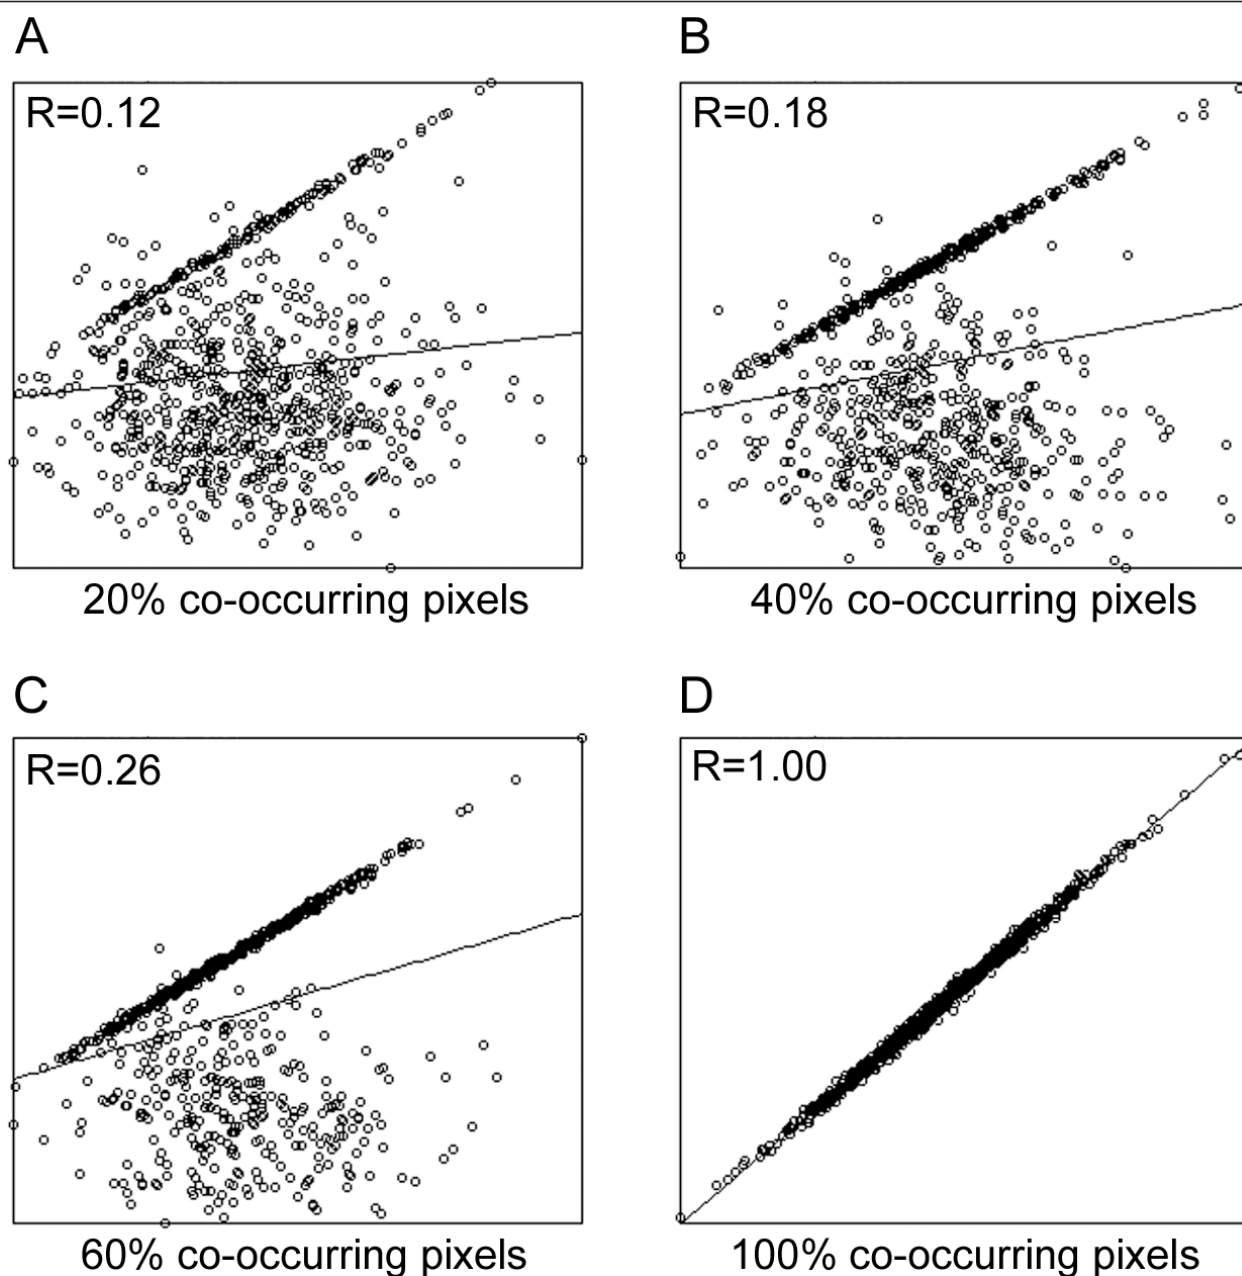 A
R=0.12
20% co-occurring pixels
B
R=0.18
40% co-occurring pixels
C
R=0.26
60% co-occurring pixels
D
R=1.00
100% co-occurring pixels